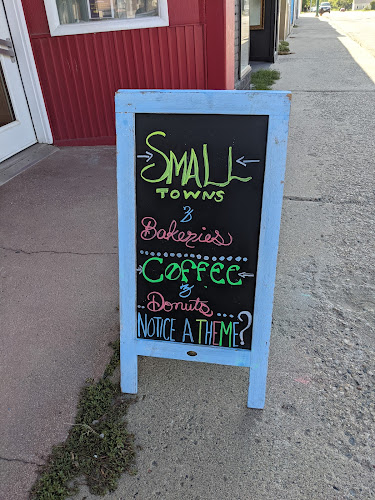 SMALL
TOWNS
&
Bakeries
COFFEE
&
Donuts
NOTICE A THEME?